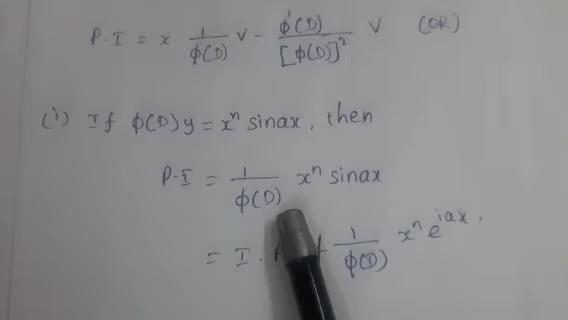 P.I = x 1/φ(D) V - φ'(D)/[φ(D)]² V (OR)
(i) If φ(D)y = xⁿ sinax, then
P.I = 1/φ(D) xⁿ sinax
= I. 1/φ(D) xⁿ e^iax.